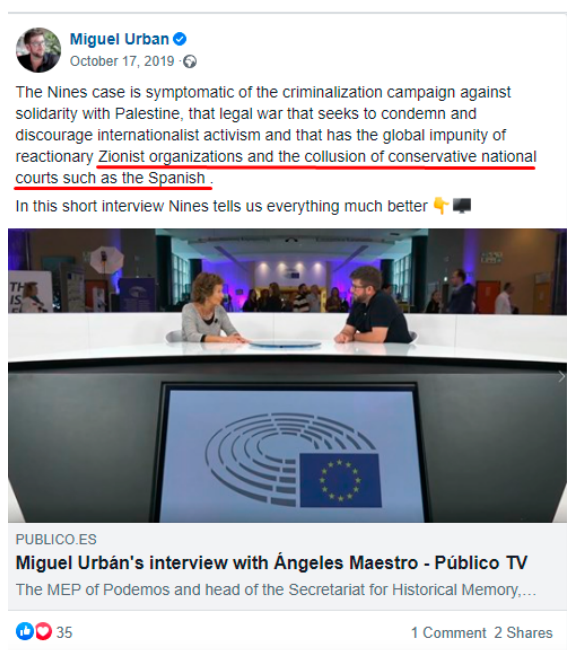 Miguel Urban
October 17, 2019 ·
The Nines case is symptomatic of the criminalization campaign against
solidarity with Palestine, that legal war that seeks to condemn and
discourage internationalist activism and that has the global impunity of
reactionary Zionist organizations and the collusion of conservative national
courts such as the Spanish .
In this short interview Nines tells us everything much better 👇🖥️
TH
IS
PUBLICO.ES
Miguel Urbán's interview with Ángeles Maestro - Público TV
The MEP of Podemos and head of the Secretariat for Historical Memory,...
35
1 Comment 2 Shares